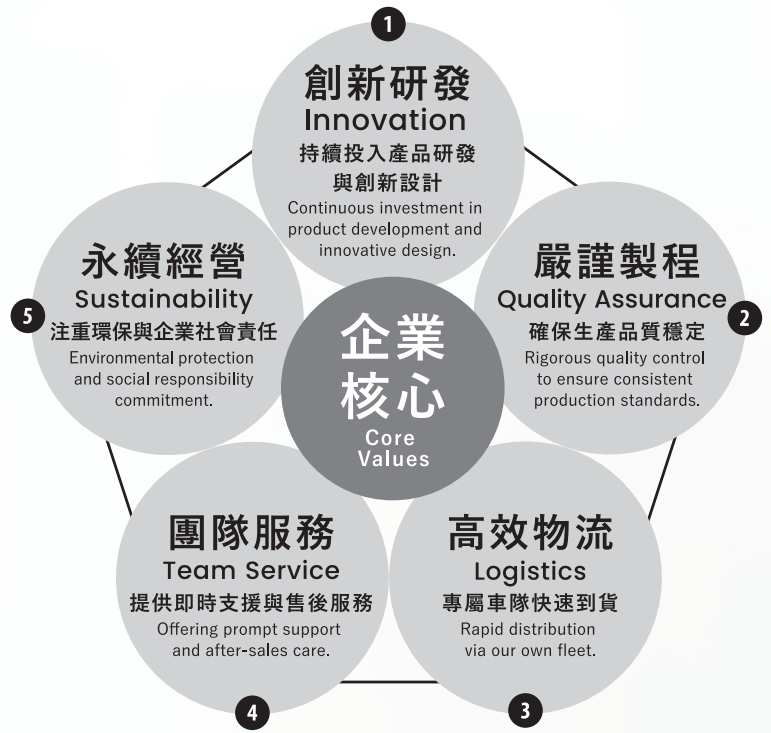 1
創新研發
Innovation
持續投入產品研發
與創新設計
Continuous investment in
product development and
innovative design.
嚴謹製程
Quality Assurance
2
確保生產品質穩定
Rigorous quality control
to ensure consistent
production standards.
高效物流
Logistics
專屬車隊快速到貨
Rapid distribution
via our own fleet.
3
團隊服務
Team Service
提供即時支援與售後服務
Offering prompt support
and after-sales care.
4
永續經營
Sustainability
5
注重環保與企業社會責任
Environmental protection
and social responsibility
commitment.
企業
核心
Core
Values